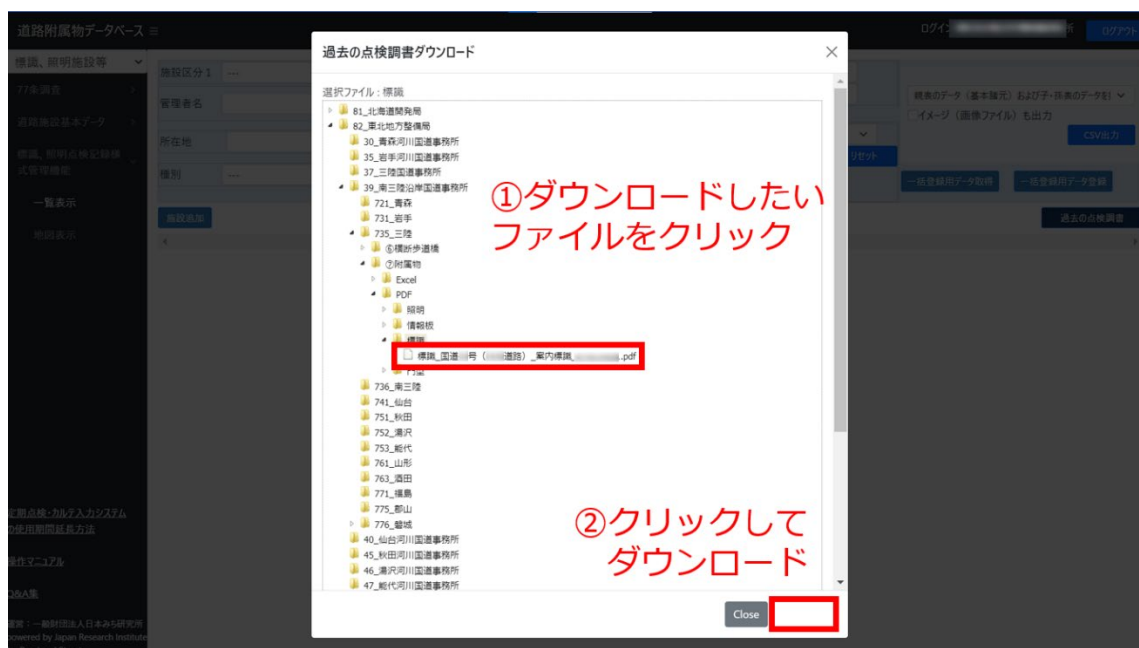 道路附属物データベース
ログイン
所
ログアウト
標識、照明施設等
77条調査
道路施設基本データ
標識、照明点検記録様
式管理機能
一覧表示
地図表示
施設区分1
管理者名
所在地
種別
施設追加
過去の点検調書ダウンロード
選択ファイル : 標識
81_北海道開発局
82_東北地方整備局
30_青森河川国道事務所
35_岩手河川国道事務所
37_三陸国道事務所
39_南三陸沿岸国道事務所
721_青森
731_岩手
735_三陸
⑥横断歩道橋
⑦附属物
Excel
PDF
照明
情報板
標識
標識_国道 号( 道路)_案内標識_ .pdf
門型
736_南三陸
741_仙台
751_秋田
752_湯沢
753_能代
761_山形
763_酒田
771_福島
775_郡山
776_磐城
40_仙台河川国道事務所
45_秋田河川国道事務所
46_湯沢河川国道事務所
47_能代河川国道事務所
①ダウンロードしたい
ファイルをクリック
②クリックして
ダウンロード
Close
リセット
親表のデータ(基本諸元)および子-孫表のデータを1
イメージ(画像ファイル)も出力
CSV出力
一括登録用データ取得
一括登録用データ登録
過去の点検調書
定期点検・カルテ入力システム
の使用期間延長方法
操作マニュアル
Q&A集
運営:一般財団法人日本みち研究所
powered by Japan Research Institute